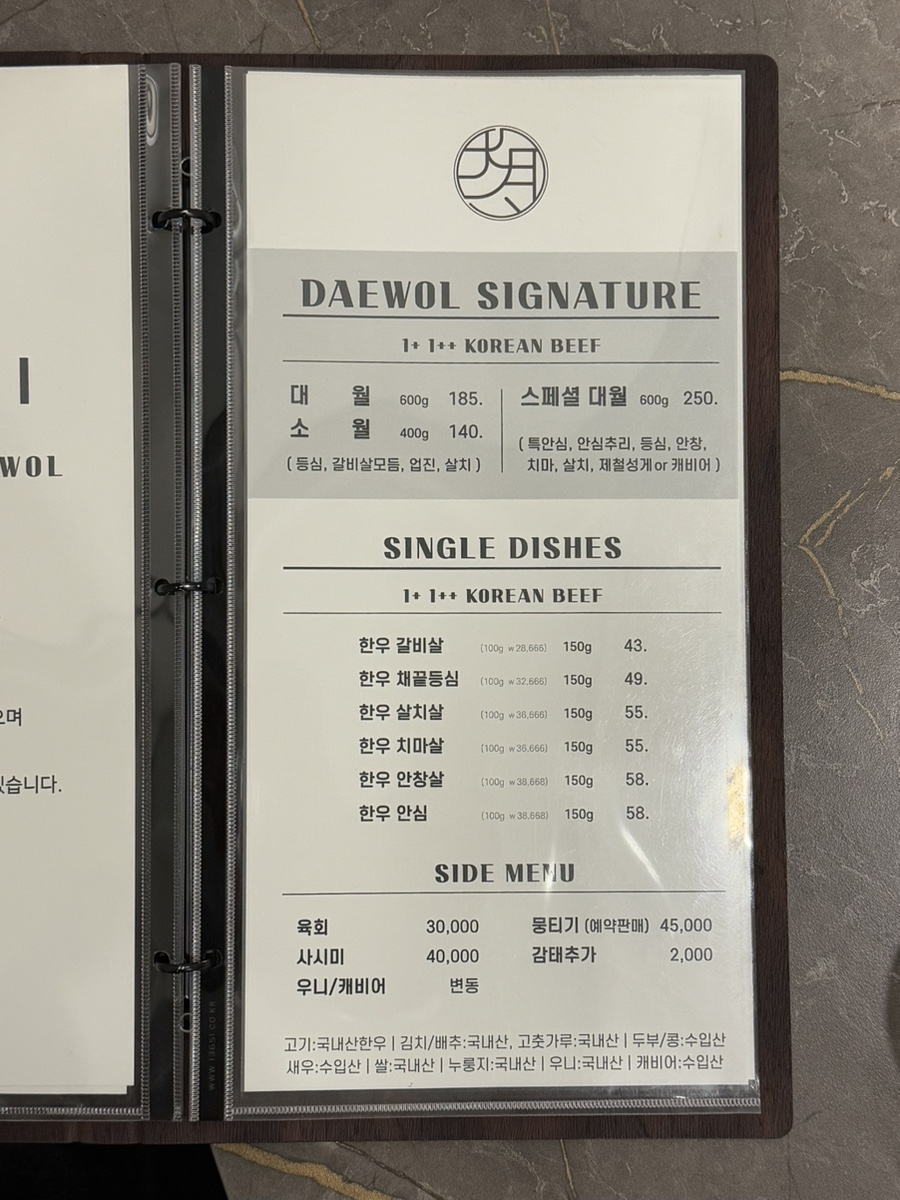 I
WOL
으며
있습니다.
WWW.1365I.CO.KR
大月
DAEWOL SIGNATURE
1+ 1++ KOREAN BEEF
대 월 600g 185.
소 월 400g 140.
( 등심, 갈비살모듬, 업진, 살치 )
스페셜 대월 600g 250.
( 특안심, 안심추리, 등심, 안창,
치마, 살치, 제철성게 or 캐비어 )
SINGLE DISHES
1+ 1++ KOREAN BEEF
한우 갈비살 (100g ₩28,666) 150g 43.
한우 채끝등심 (100g ₩32,666) 150g 49.
한우 살치살 (100g ₩36,666) 150g 55.
한우 치마살 (100g ₩36,666) 150g 55.
한우 안창살 (100g ₩38,668) 150g 58.
한우 안심 (100g ₩38,668) 150g 58.
SIDE MENU
육회 30,000
사시미 40,000
우니/캐비어 변동
뭉티기 (예약판매) 45,000
감태추가 2,000
고기:국내산한우 | 김치/배추:국내산, 고춧가루:국내산 | 두부/콩:수입산
새우:수입산 | 쌀:국내산 | 누룽지:국내산 | 우니:국내산 | 캐비어:수입산